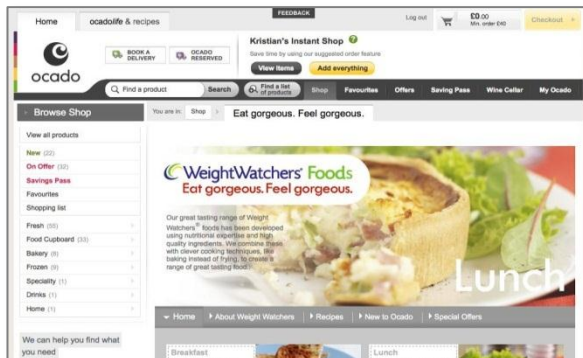 FEEDBACK
Home
ocadolife & recipes
Log out
£0.00
Min. order £40
Checkout
ocado
BOOK A
DELIVERY
OCADO
RESERVED
Kristian's Instant Shop
Save time by using our suggested order feature
View items
Add everything
Find a product
Search
Find a list
of products
Shop
Favourites
Offers
Saving Pass
Wine Cellar
My Ocado
Browse Shop
You are in:
Shop
Eat gorgeous. Feel gorgeous.
View all products
New (22)
On Offer (32)
Savings Pass
Favourites
Shopping list
Fresh (55)
Food Cupboard (33)
Bakery (8)
Frozen (9)
Speciality (1)
Drinks (1)
Home (1)
We can help you find what
you need
WeightWatchers® Foods
Eat gorgeous. Feel gorgeous.
Our great tasting range of Weight
Watchers® foods has been developed
using nutritional expertise and high
quality ingredients. We combine these
with clever cooking techniques, like
baking instead of frying, to create a
range of great tasting food.
Lunch
Home
About Weight Watchers
Recipes
New to Ocado
Special Offers
Breakfast
Lunch